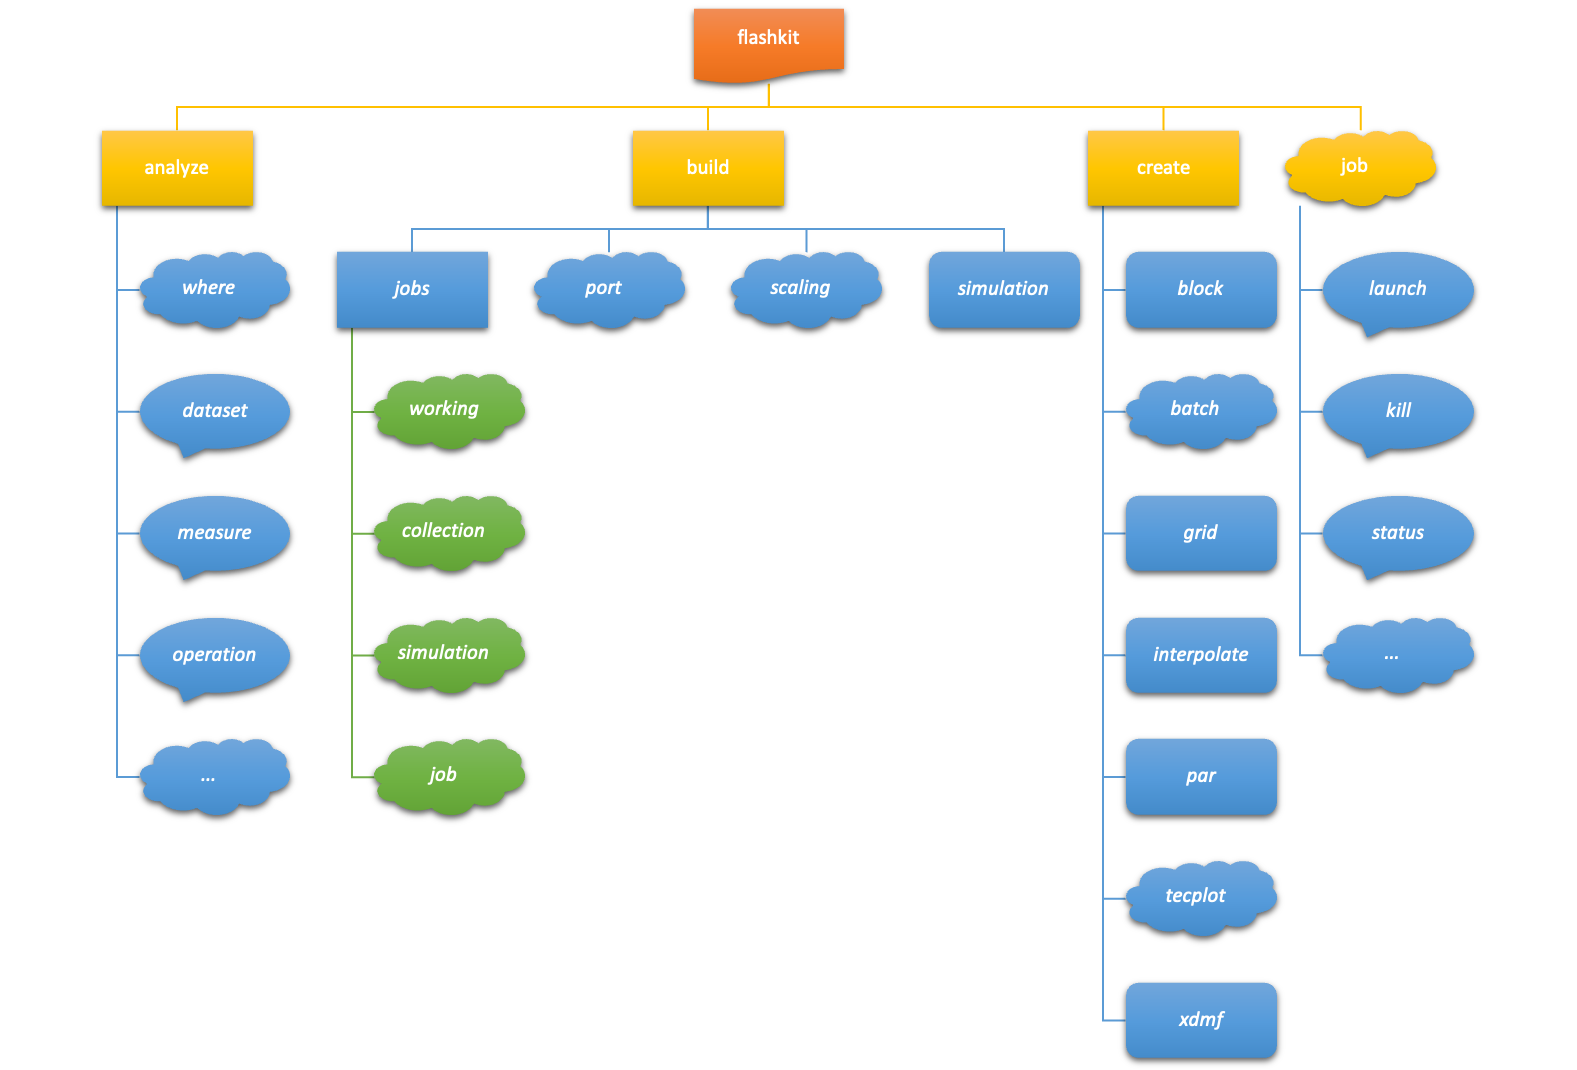 flashkit
analyze
build
create
job
where
jobs
port
scaling
simulation
block
launch
dataset
working
batch
kill
measure
collection
grid
status
operation
simulation
interpolate
...
...
job
par
tecplot
xdmf